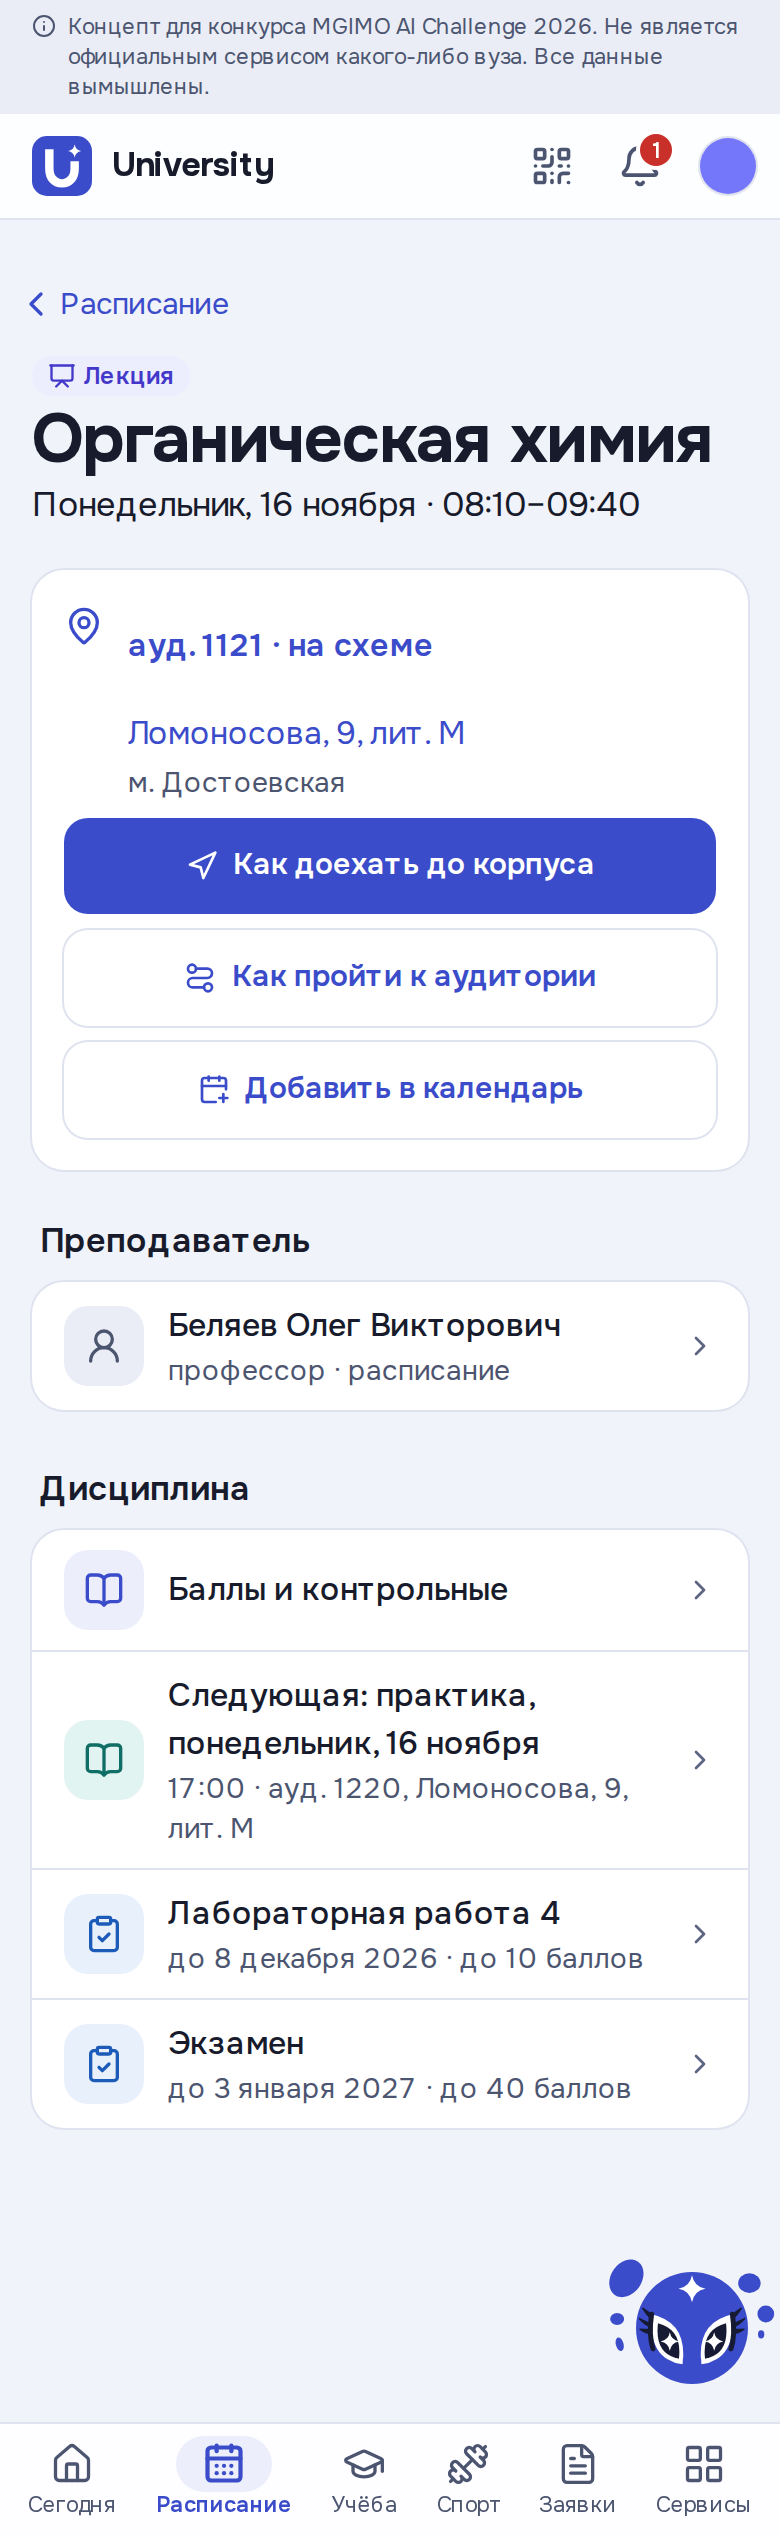 Концепт для конкурса MGIMO AI Challenge 2026. Не является
официальным сервисом какого-либо вуза. Все данные
вымышлены.
University
1
Расписание
Лекция
Органическая химия
Понедельник, 16 ноября · 08:10–09:40
ауд. 1121 · на схеме
Ломоносова, 9, лит. М
м. Достоевская
Как доехать до корпуса
Как пройти к аудитории
Добавить в календарь
Преподаватель
Беляев Олег Викторович
профессор · расписание
Дисциплина
Баллы и контрольные
Следующая: практика,
понедельник, 16 ноября
17:00 · ауд. 1220, Ломоносова, 9,
лит. М
Лабораторная работа 4
до 8 декабря 2026 · до 10 баллов
Экзамен
до 3 января 2027 · до 40 баллов
Сегодня
Расписание
Учёба
Спорт
Заявки
Сервисы